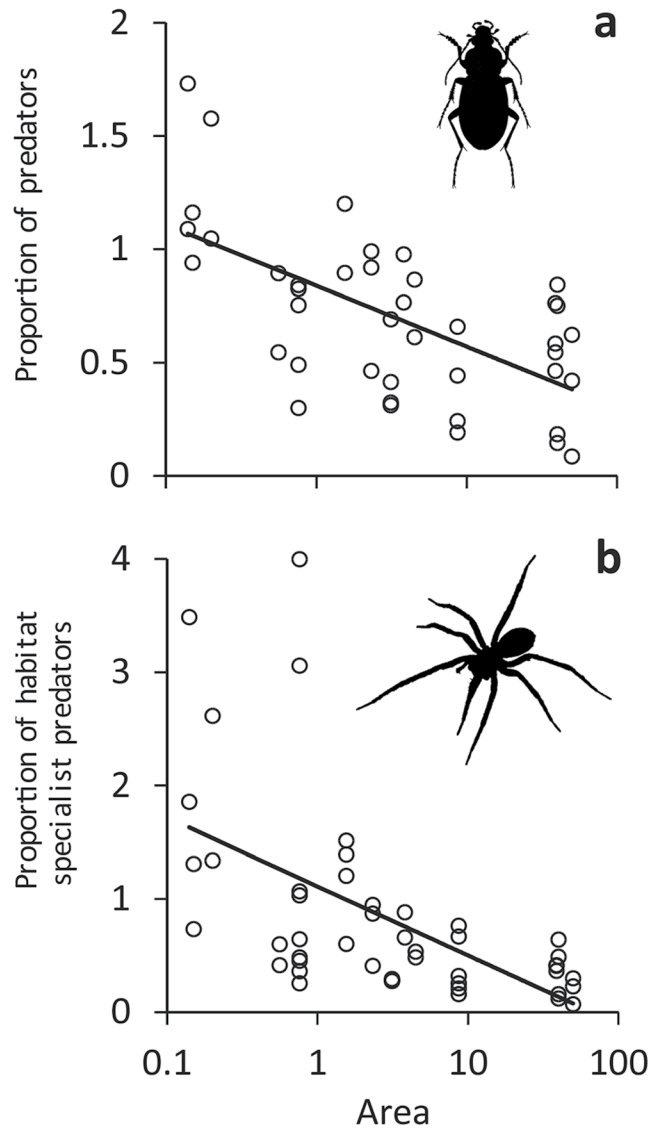 a
2
1.5
1
0.5
0
Proportion of predators
b
4
3
2
1
0
Proportion of habitat
specialist predators
0.1 1 10 100
Area